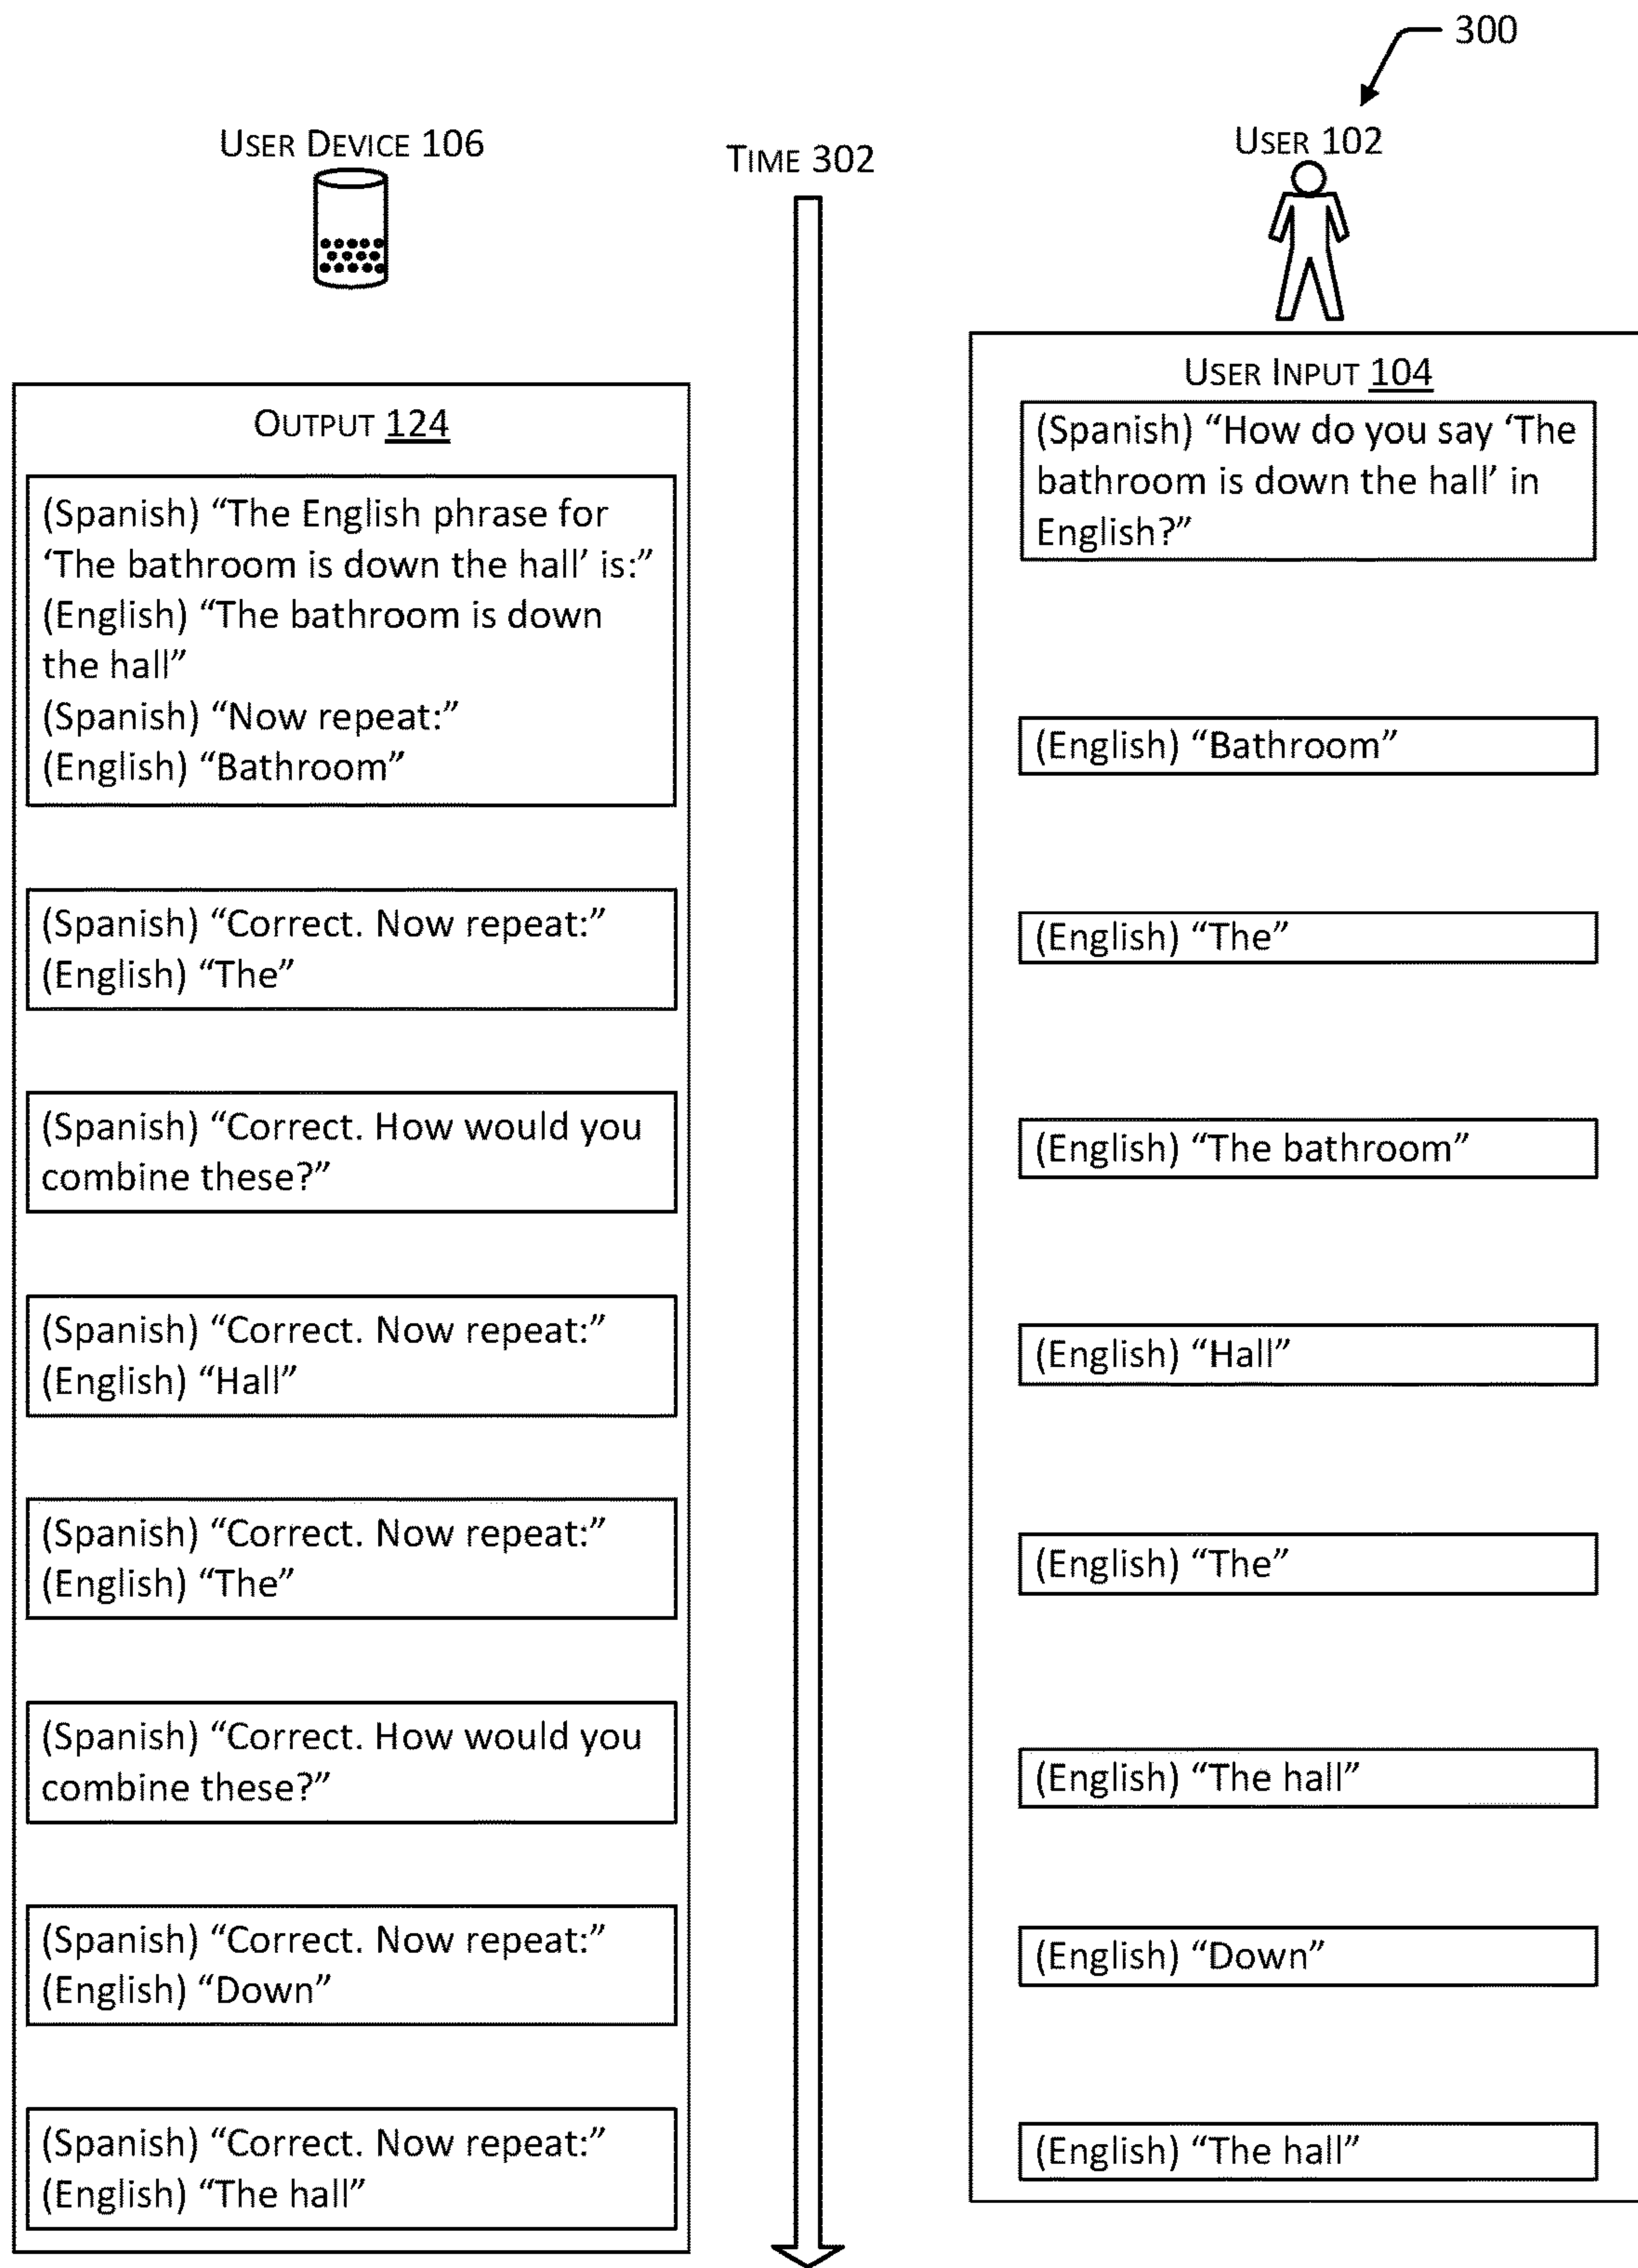 300
USER DEVICE 106
TIME 302
USER 102
OUTPUT 124
(Spanish) “The English phrase for
‘The bathroom is down the hall’ is:”
(English) “The bathroom is down
the hall”
(Spanish) “Now repeat:”
(English) “Bathroom”
(Spanish) “Correct. Now repeat:”
(English) “The”
(Spanish) “Correct. How would you
combine these?”
(Spanish) “Correct. Now repeat:”
(English) “Hall”
(Spanish) “Correct. Now repeat:”
(English) “The”
(Spanish) “Correct. How would you
combine these?”
(Spanish) “Correct. Now repeat:”
(English) “Down”
(Spanish) “Correct. Now repeat:”
(English) “The hall”
USER INPUT 104
(Spanish) “How do you say ‘The
bathroom is down the hall’ in
English?”
(English) “Bathroom”
(English) “The”
(English) “The bathroom”
(English) “Hall”
(English) “The”
(English) “The hall”
(English) “Down”
(English) “The hall”